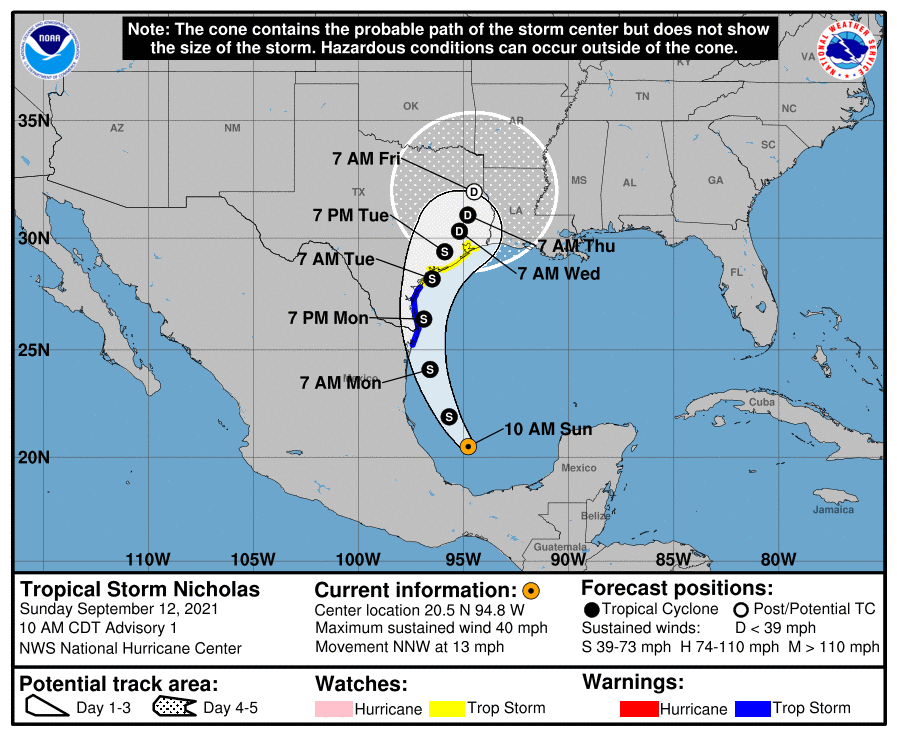 Note: The cone contains the probable path of the storm center but does not show
the size of the storm. Hazardous conditions can occur outside of the cone.
NOAA
NATIONAL WEATHER SERVICE
KY
VA
OK
TN
NC
35N
AZ
NM
AR
SC
7 AM Fri
TX
MS
AL
GA
D
7 PM Tue
D
LA
30N
D
7 AM Thu
S
7 AM Tue
7 AM Wed
S
FL
7 PM Mon
S
25N
S
7 AM Mon
Mexico
Cuba
S
10 AM Sun
20N
Mexico
Jamaica
Belize
Guatemala
110W
105W
100W
95W
90W
85W
80W
Tropical Storm Nicholas
Sunday September 12, 2021
10 AM CDT Advisory 1
NWS National Hurricane Center
Current information:
Center location 20.5 N 94.8 W
Maximum sustained wind 40 mph
Movement NNW at 13 mph
Forecast positions:
Tropical Cyclone Post/Potential TC
Sustained winds: D < 39 mph
S 39-73 mph H 74-110 mph M > 110 mph
Potential track area:
Day 1-3 Day 4-5
Watches:
Hurricane Trop Storm
Warnings:
Hurricane Trop Storm